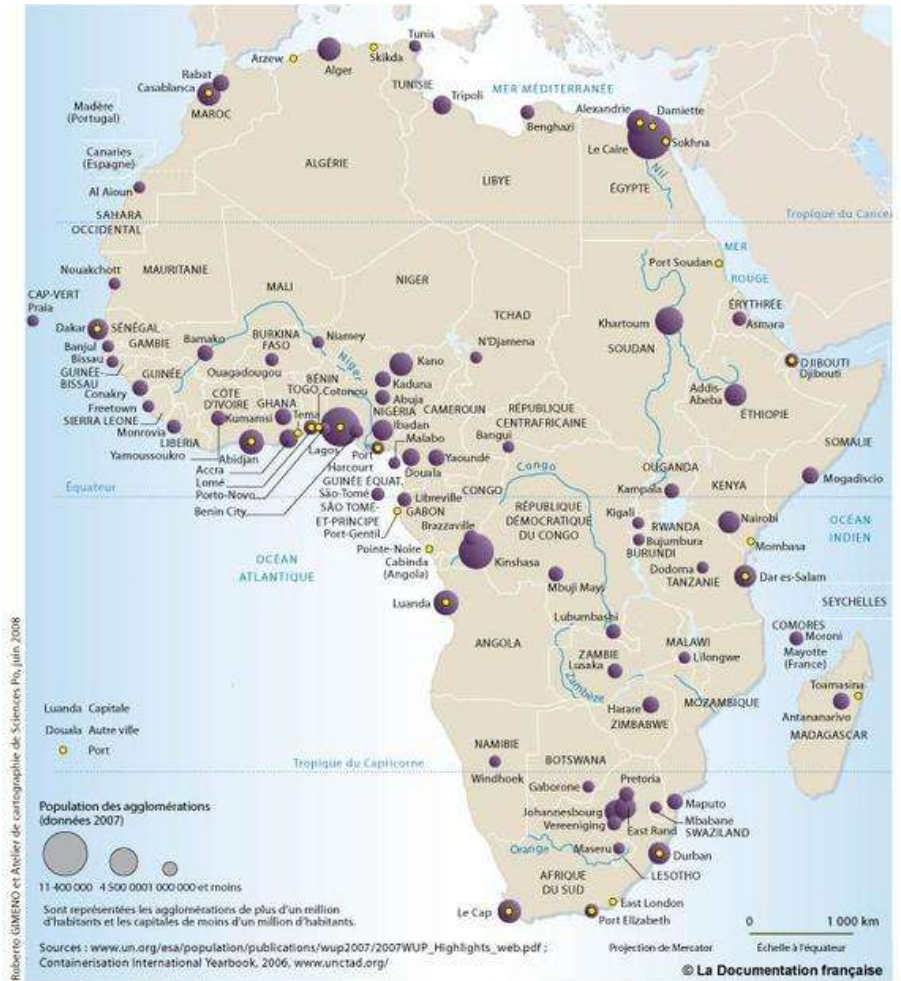 Tunis
Arzew
Alger
Skikda
Rabat
Casablanca
MAROC
TUNISIE
Tripoli
MER MÉDITERRANÉE
Benghazi
Alexandrie
Damiette
Sokhna
Le Caire
Nil
ÉGYPTE
Madère
(Portugal)
Canaries
(Espagne)
ALGÉRIE
LIBYE
Al Aioun
SAHARA
OCCIDENTAL
Tropique du Cancer
Nouakchott
MAURITANIE
MALI
NIGER
TCHAD
MER
ROUGE
Port Soudan
CAP-VERT
Praia
Dakar
SÉNÉGAL
Banjul
GAMBIE
Bissau
GUINÉE-
BISSAU
GUINÉE
Bamako
BURKINA
FASO
Ouagadougou
Niamey
Niger
N'Djamena
Khartoum
SOUDAN
ÉRYTHRÉE
Asmara
DJIBOUTI
Djibouti
Addis-
Abeba
ÉTHIOPIE
Conakry
Freetown
SIERRA LEONE
Monrovia
LIBERIA
CÔTE
D'IVOIRE
Yamoussoukro
Abidjan
GHANA
Kumamsi
TOGO
BÉNIN
Tema
Cotonou
Accra
Lomé
Porto-Novo
Benin City
Lagos
Kano
Kaduna
Abuja
NIGÉRIA
Ibadan
Port
Harcourt
CAMEROUN
Malabo
Douala
Yaoundé
RÉPUBLIQUE
CENTRAFRICAINE
Bangui
SOMALIE
Mogadiscio
Équateur
GUINÉE ÉQUAT.
São-Tomé
SÃO TOMÉ-
ET-PRINCIPE
Libreville
GABON
Port-Gentil
CONGO
Congo
Brazzaville
Kinshasa
RÉPUBLIQUE
DÉMOCRATIQUE
DU CONGO
OUGANDA
Kampala
KENYA
Nairobi
Mombasa
Kigali
RWANDA
Bujumbura
BURUNDI
Dodoma
TANZANIE
Dar es-Salam
OCÉAN
INDIEN
OCÉAN
ATLANTIQUE
Pointe-Noire
Cabinda
(Angola)
Mbuji Mayi
Luanda
ANGOLA
Lubumbashi
ZAMBIE
Lusaka
MALAWI
Lilongwe
SEYCHELLES
COMORES
Moroni
Mayotte
(France)
Toamasina
Antananarivo
MADAGASCAR
Zambèze
MOZAMBIQUE
Harare
ZIMBABWE
NAMIBIE
Windhoek
BOTSWANA
Gaborone
Tropique du Capricorne
Pretoria
Johannesbourg
Vereeniging
East Rand
Maputo
Mbabane
SWAZILAND
Orange
Maseru
LESOTHO
Durban
AFRIQUE
DU SUD
East London
Port Elizabeth
Le Cap
Luanda Capitale
Douala Autre ville
Port
Population des agglomérations
(données 2007)
11 400 000 4 500 000 1 000 000 et moins
Sont représentées les agglomérations de plus d'un million
d'habitants et les capitales de moins d'un million d'habitants.
0 1 000 km
Projection de Mercator Échelle à l'équateur
Sources : www.un.org/esa/population/publications/wup2007/2007WUP_Highlights_web.pdf ;
Containerisation International Yearbook, 2006, www.unctad.org/
© La Documentation française
Roberto GIMENO et Atelier de cartographie de Sciences Po, juin 2008